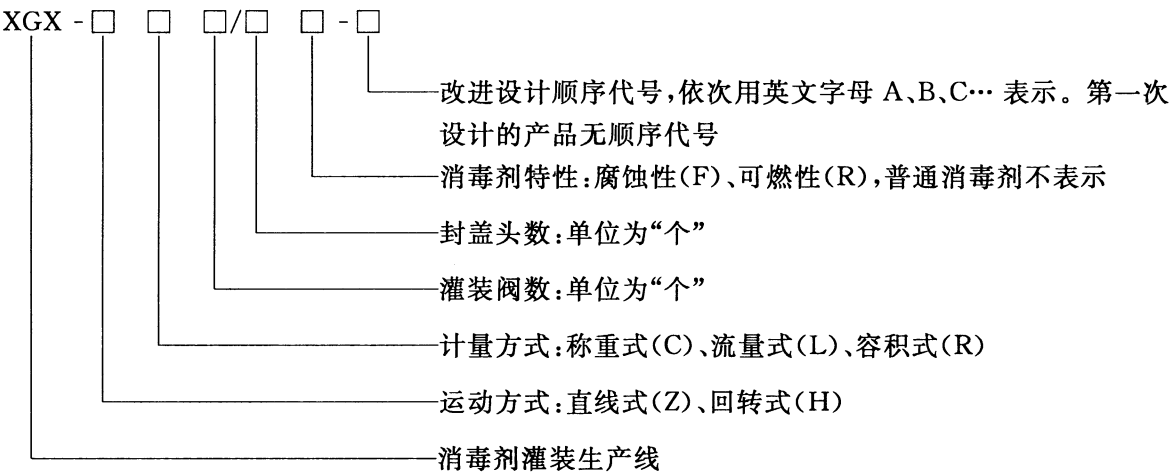 XGX-□ □ □/□ □-□
改进设计顺序代号,依次用英文字母 A、B、C… 表示。第一次
设计的产品无顺序代号
消毒剂特性:腐蚀性(F)、可燃性(R),普通消毒剂不表示
封盖头数:单位为“个”
灌装阀数:单位为“个”
计量方式:称重式(C)、流量式(L)、容积式(R)
运动方式:直线式(Z)、回转式(H)
消毒剂灌装生产线